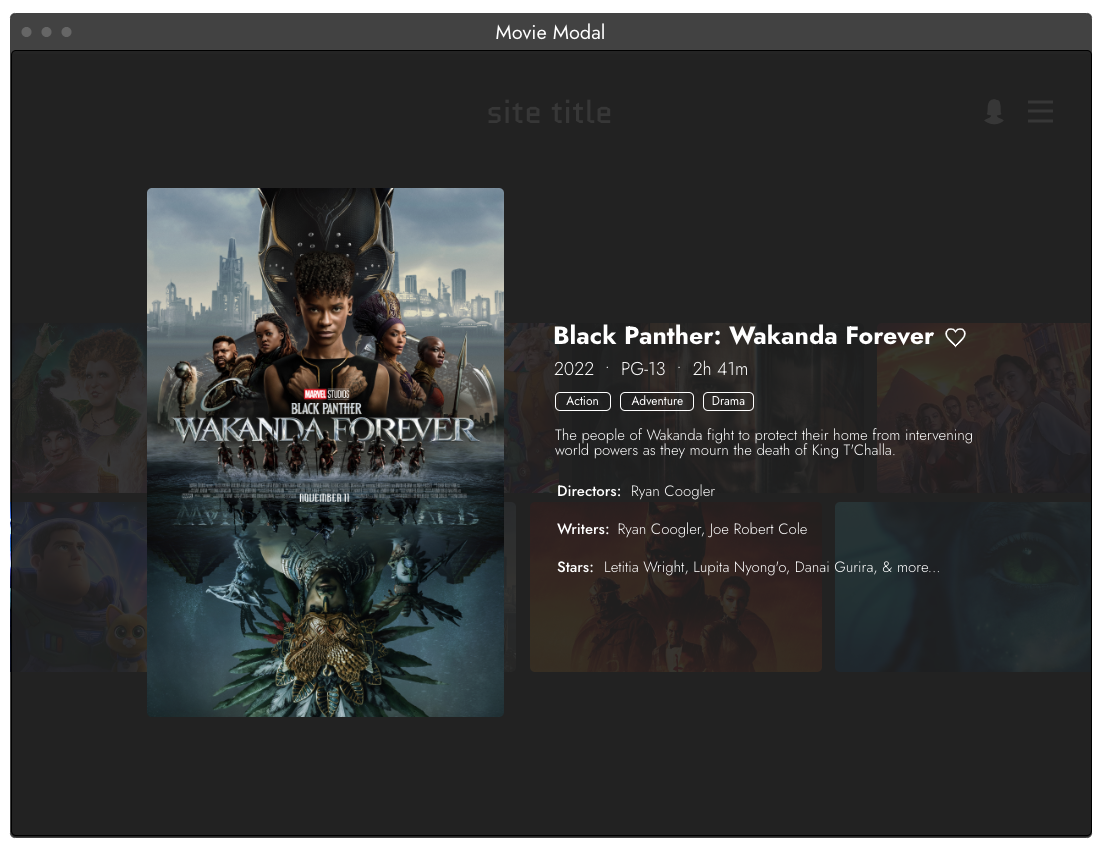 Movie Modal
site title
MARVEL STUDIOS
BLACK PANTHER
WAKANDA FOREVER
NOVEMBER 11
Black Panther: Wakanda Forever
2022 · PG-13 · 2h 41m
Action Adventure Drama
The people of Wakanda fight to protect their home from intervening
world powers as they mourn the death of King T'Challa.
Directors: Ryan Coogler
Writers: Ryan Coogler, Joe Robert Cole
Stars: Letitia Wright, Lupita Nyong'o, Danai Gurira, & more...